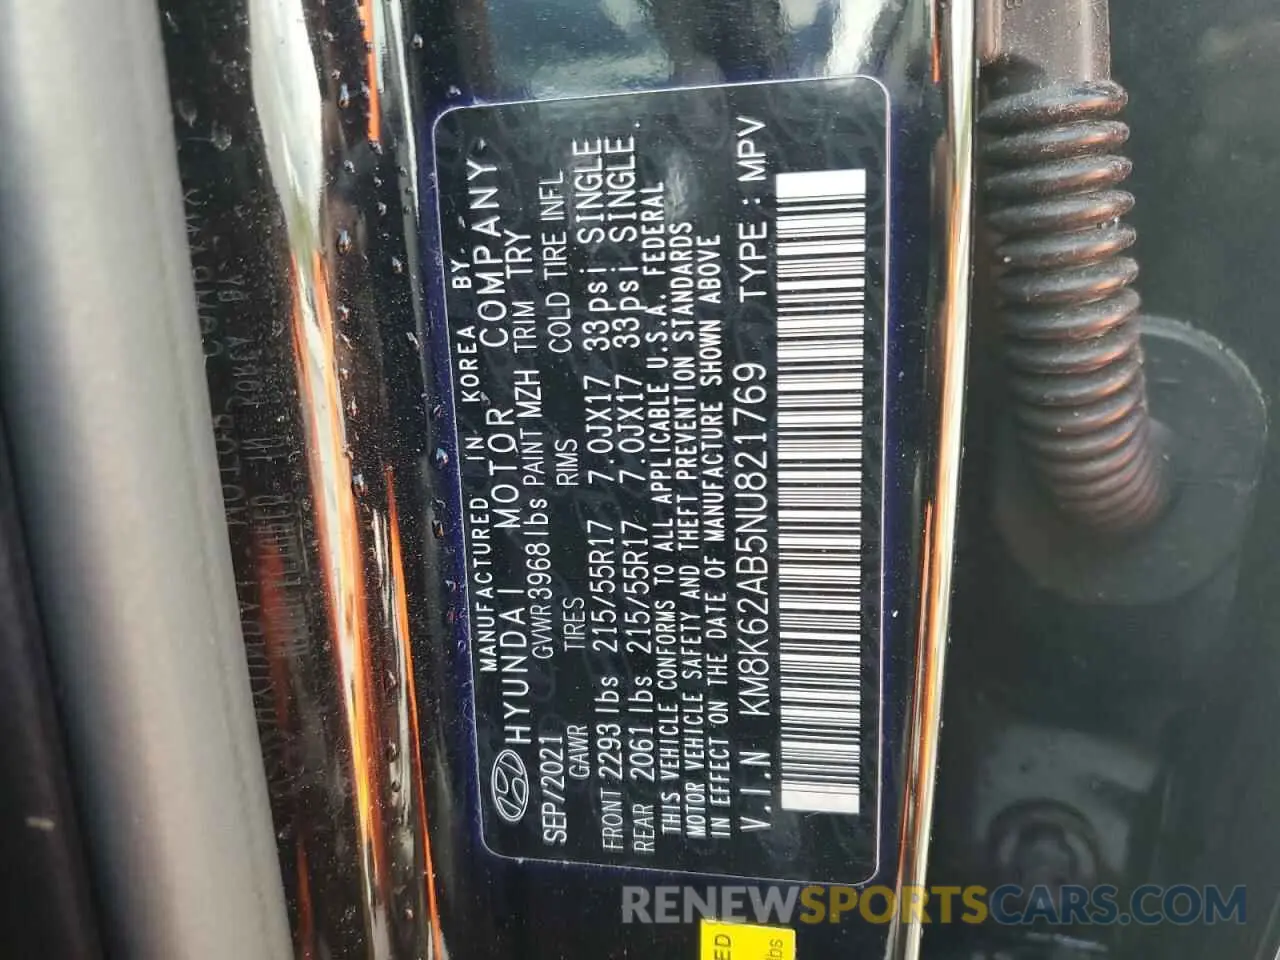 MANUFACTURED IN KOREA BY.
HYUNDAI MOTOR COMPANY.
SEP/2021 GVWR 3968 lbs PAINT MZH TRIM TRY
GAWR TIRES RIMS COLD TIRE INFL
FRONT 2293 lbs 215/55R17 7.0JX17 33psi SINGLE
REAR 2061 lbs 215/55R17 7.0JX17 33psi SINGLE.
THIS VEHICLE CONFORMS TO ALL APPLICABLE U.S.A. FEDERAL
MOTOR VEHICLE SAFETY AND THEFT PREVENTION STANDARDS
IN EFFECT ON THE DATE OF MANUFACTURE SHOWN ABOVE
V.I.N KM8K62AB5NU821769 TYPE : MPV
ED
lbs
RENEWSPORTSCARS.COM